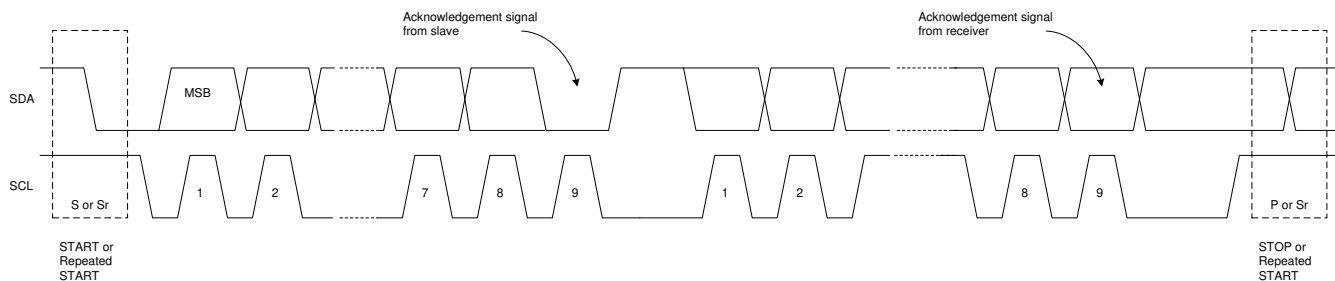 Acknowledgement signal
from slave
Acknowledgement signal
from receiver
SDA
MSB
SCL
S or Sr
1
2
7
8
9
1
2
8
9
P or Sr
START or
Repeated
START
STOP or
Repeated
START